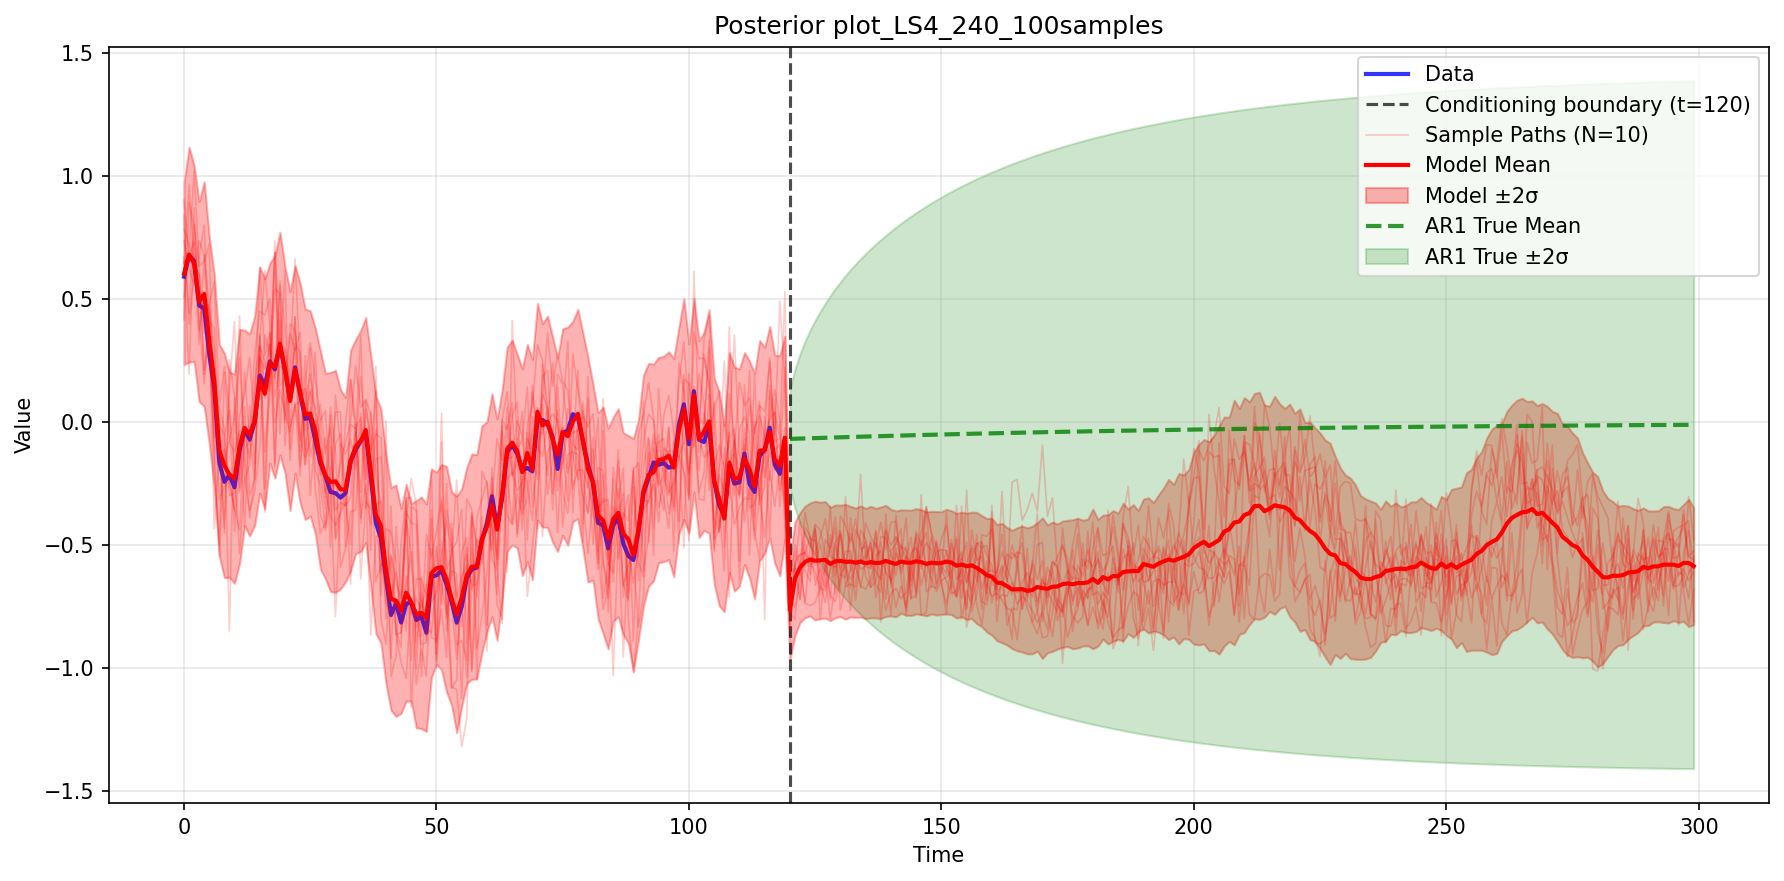 Posterior plot_LS4_240_100samples
1.5
1.0
0.5
0.0
−0.5
−1.0
−1.5
Value
Data
Conditioning boundary (t=120)
Sample Paths (N=10)
Model Mean
Model ±2σ
AR1 True Mean
AR1 True ±2σ
0
50
100
150
200
250
300
Time